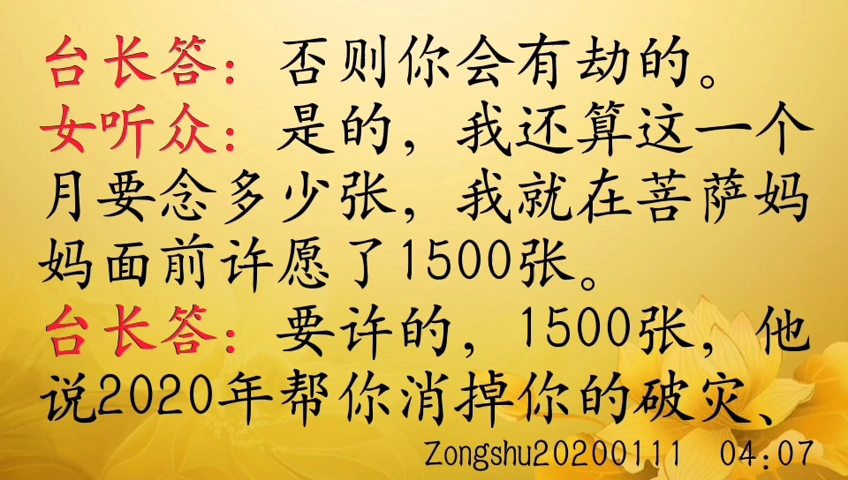 台长答：否则你会有劫的。
女听众：是的，我还算这一个
月要念多少张，我就在菩萨妈
妈面前许愿了1500张。
台长答：要许的，1500张，他
说2020年帮你消掉你的破灾、
Zongshu20200111 04:07